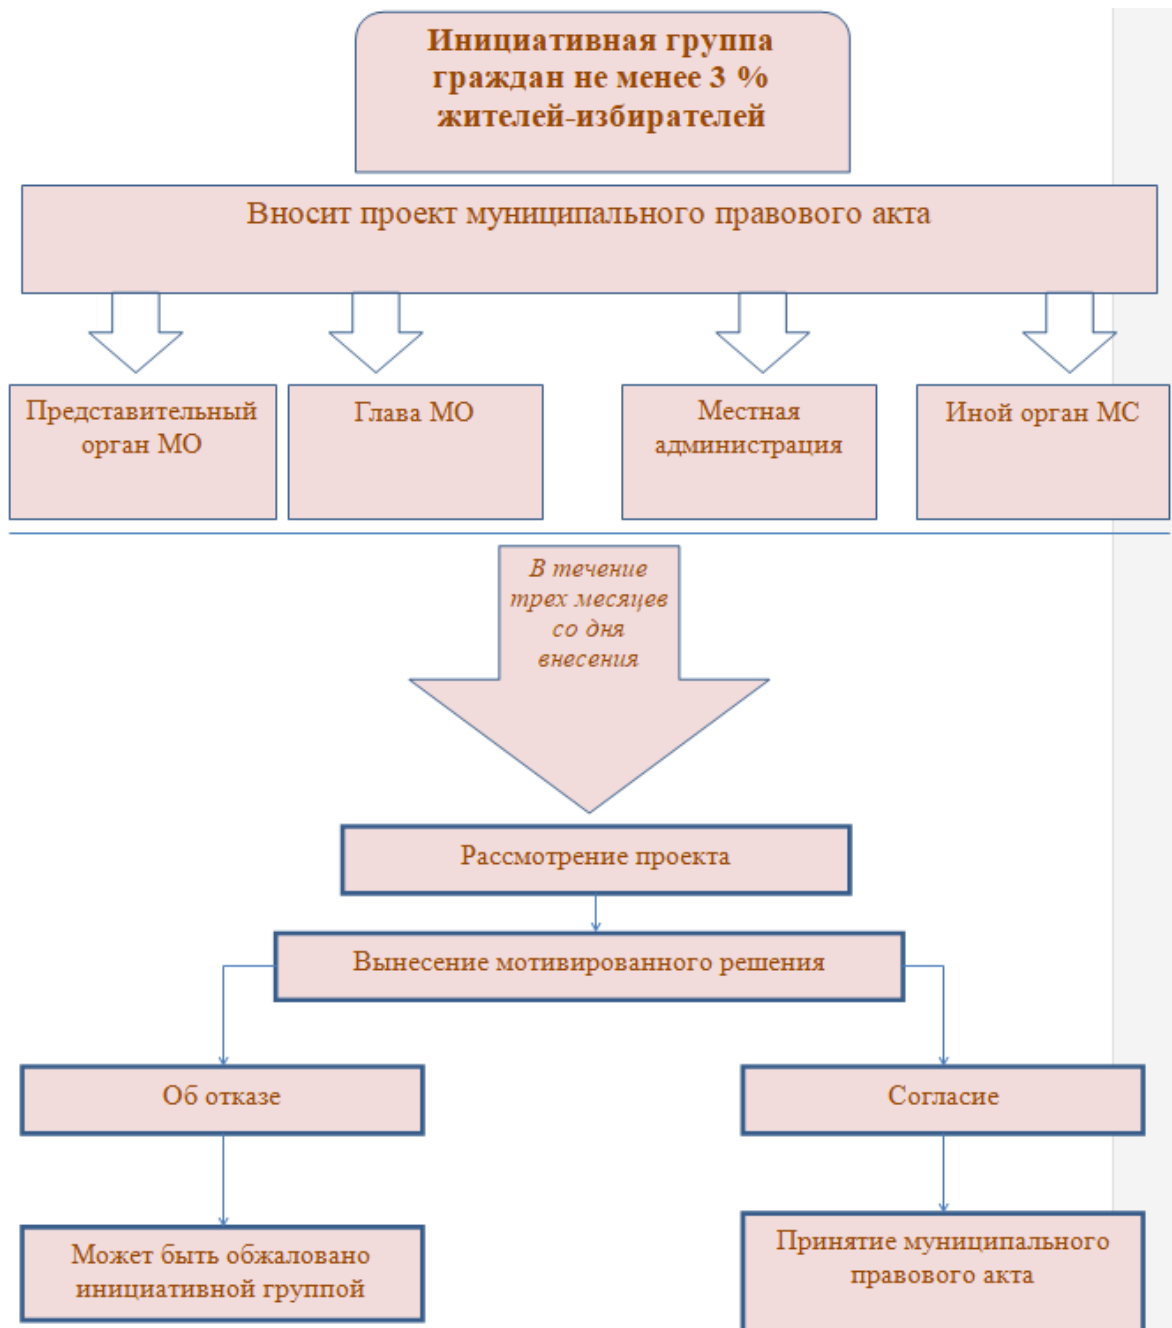 Инициативная группа
граждан не менее 3 %
жителей-избирателей
Вносит проект муниципального правового акта
Представительный
орган МО
Глава МО
Местная
администрация
Иной орган МС
В течение
трех месяцев
со дня
внесения
Рассмотрение проекта
Вынесение мотивированного решения
Об отказе
Согласие
Может быть обжаловано
инициативной группой
Принятие муниципального
правового акта